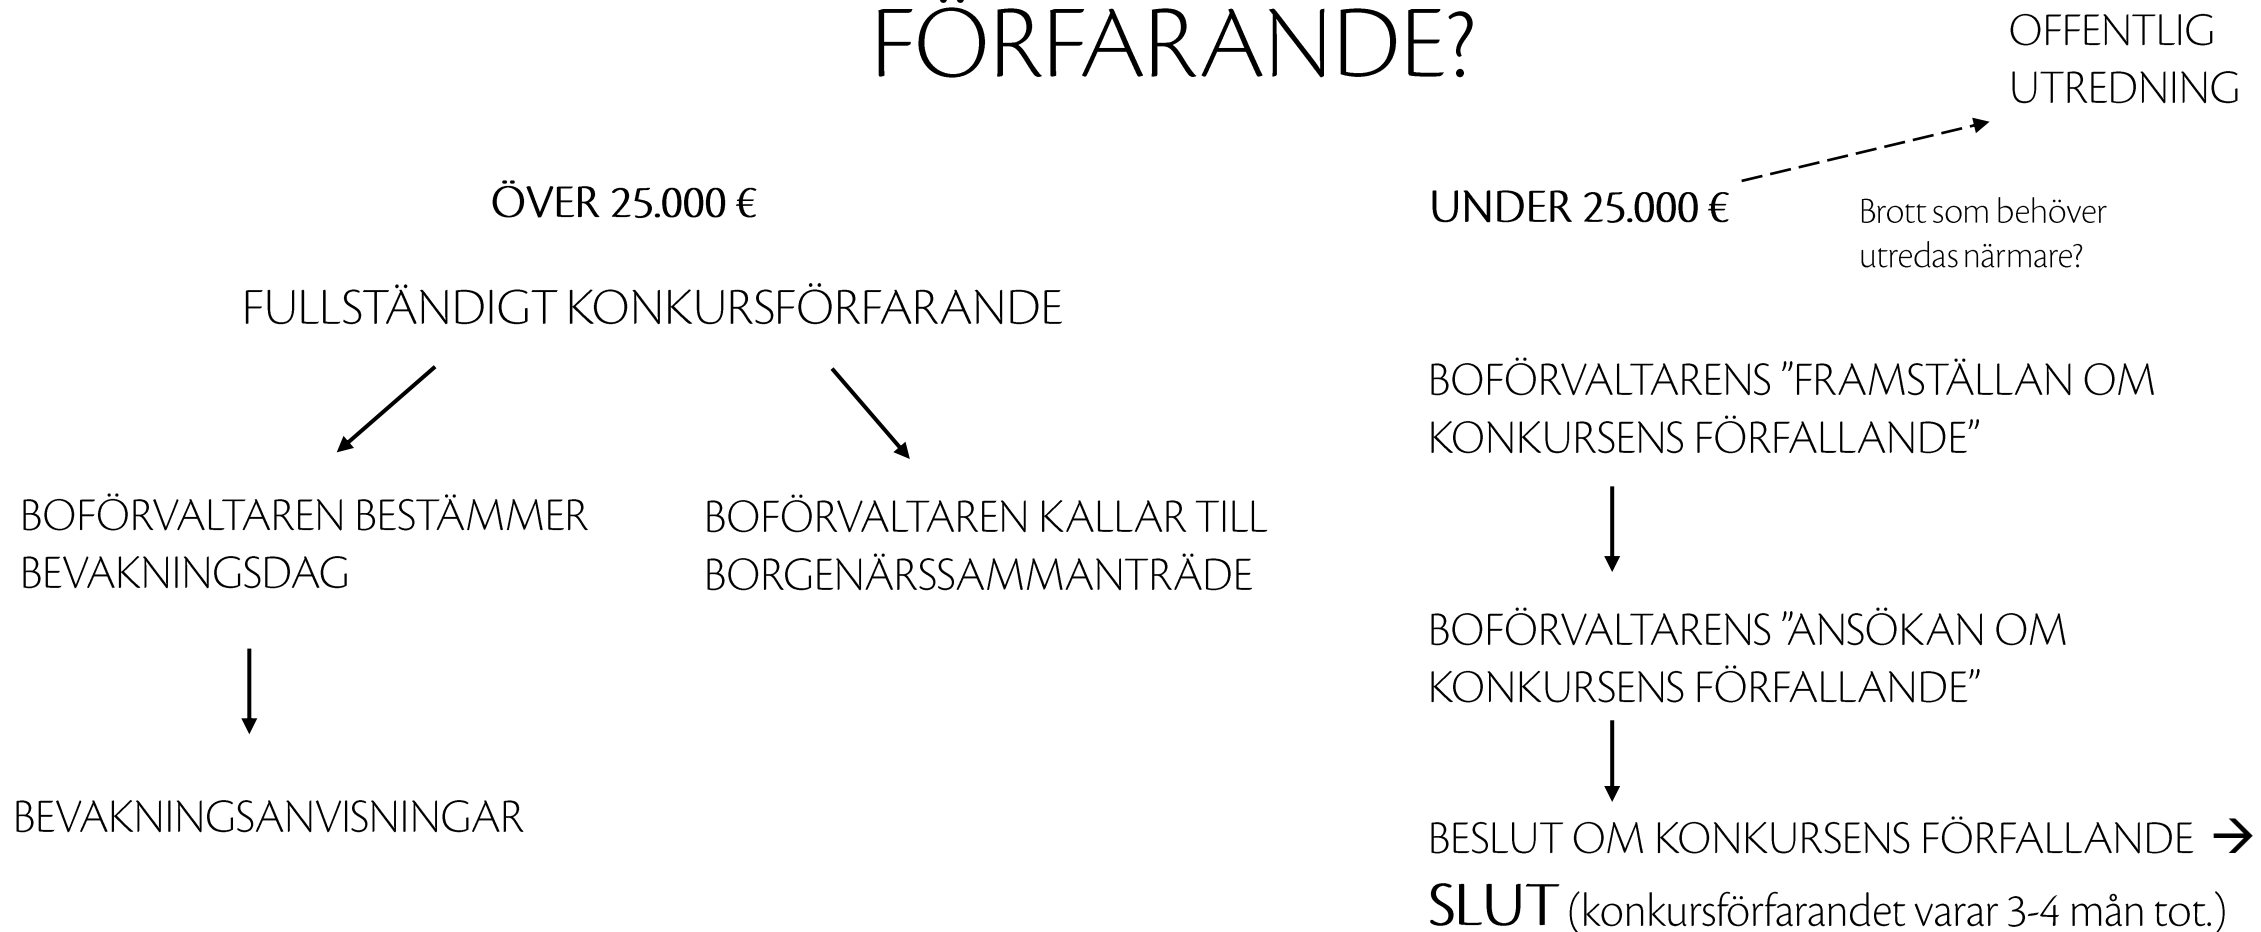 FÖRFARANDE?
OFFENTLIG
UTREDNING
ÖVER 25.000 €
FULLSTÄNDIGT KONKURSFÖRFARANDE
BOFÖRVALTAREN BESTÄMMER
BEVAKNINGSDAG
BEVAKNINGSANVISNINGAR
BOFÖRVALTAREN KALLAR TILL
BORGENÄRSSAMMANTRÄDE
UNDER 25.000 €
Brott som behöver
utredas närmare?
BOFÖRVALTARENS ”FRAMSTÄLLAN OM
KONKURSENS FÖRFALLANDE”
BOFÖRVALTARENS ”ANSÖKAN OM
KONKURSENS FÖRFALLANDE”
BESLUT OM KONKURSENS FÖRFALLANDE →
SLUT (konkursförfarandet varar 3-4 mån tot.)